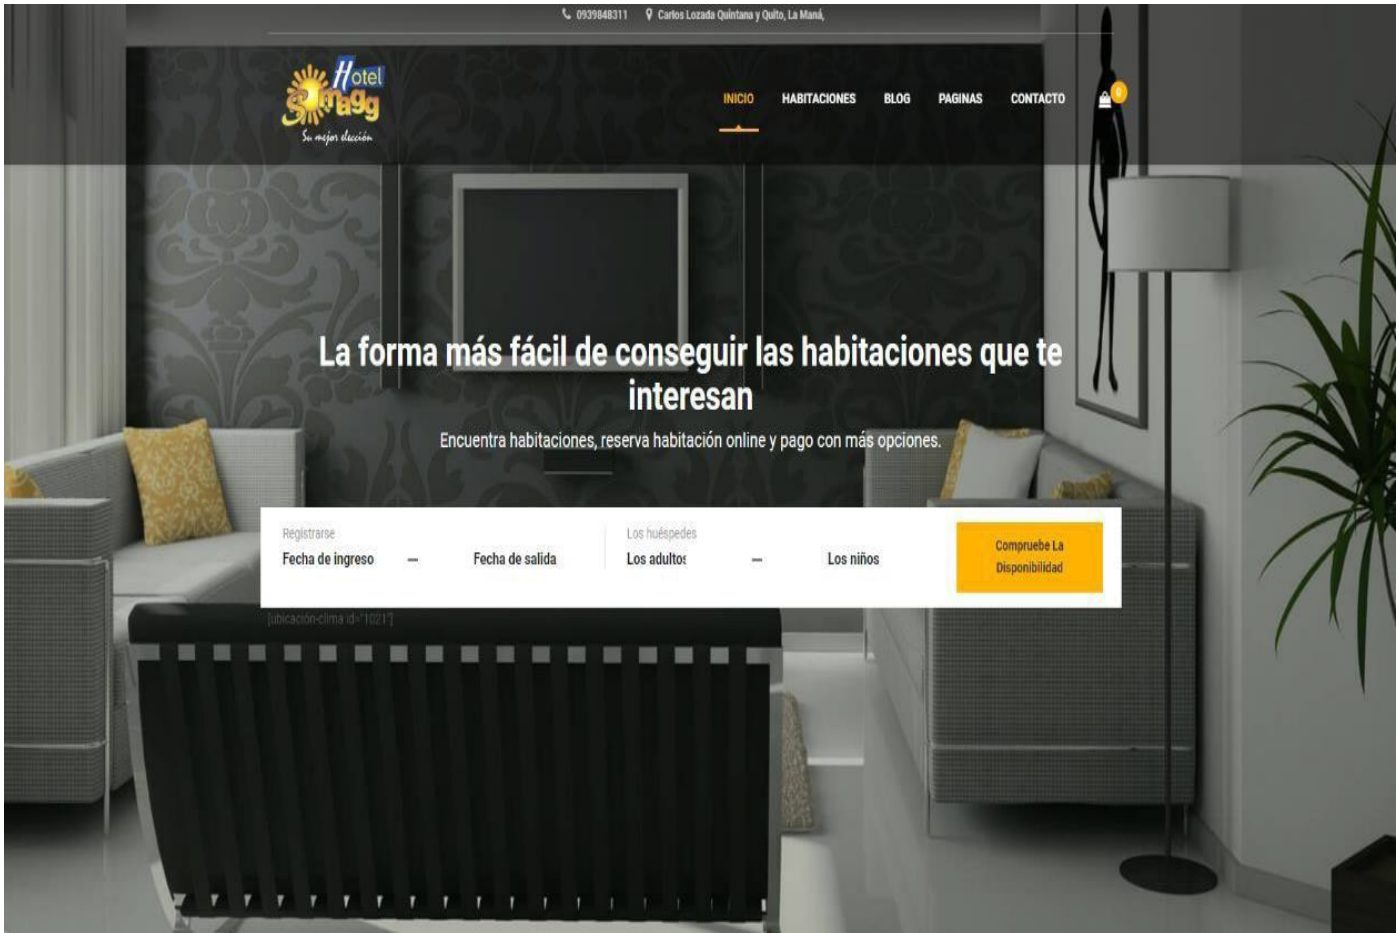 0939848311 Carlos Lozada Quintana y Quito, La Maná,
Hotel
Somagg
Su mejor elección
INICIO HABITACIONES BLOG PAGINAS CONTACTO 0
La forma más fácil de conseguir las habitaciones que te
interesan
Encuentra habitaciones, reserva habitación online y pago con más opciones.
Registrarse Los huéspedes
Fecha de ingreso — Fecha de salida Los adultos — Los niños
Compruebe La
Disponibilidad
[ubicación-clima id="1021"]